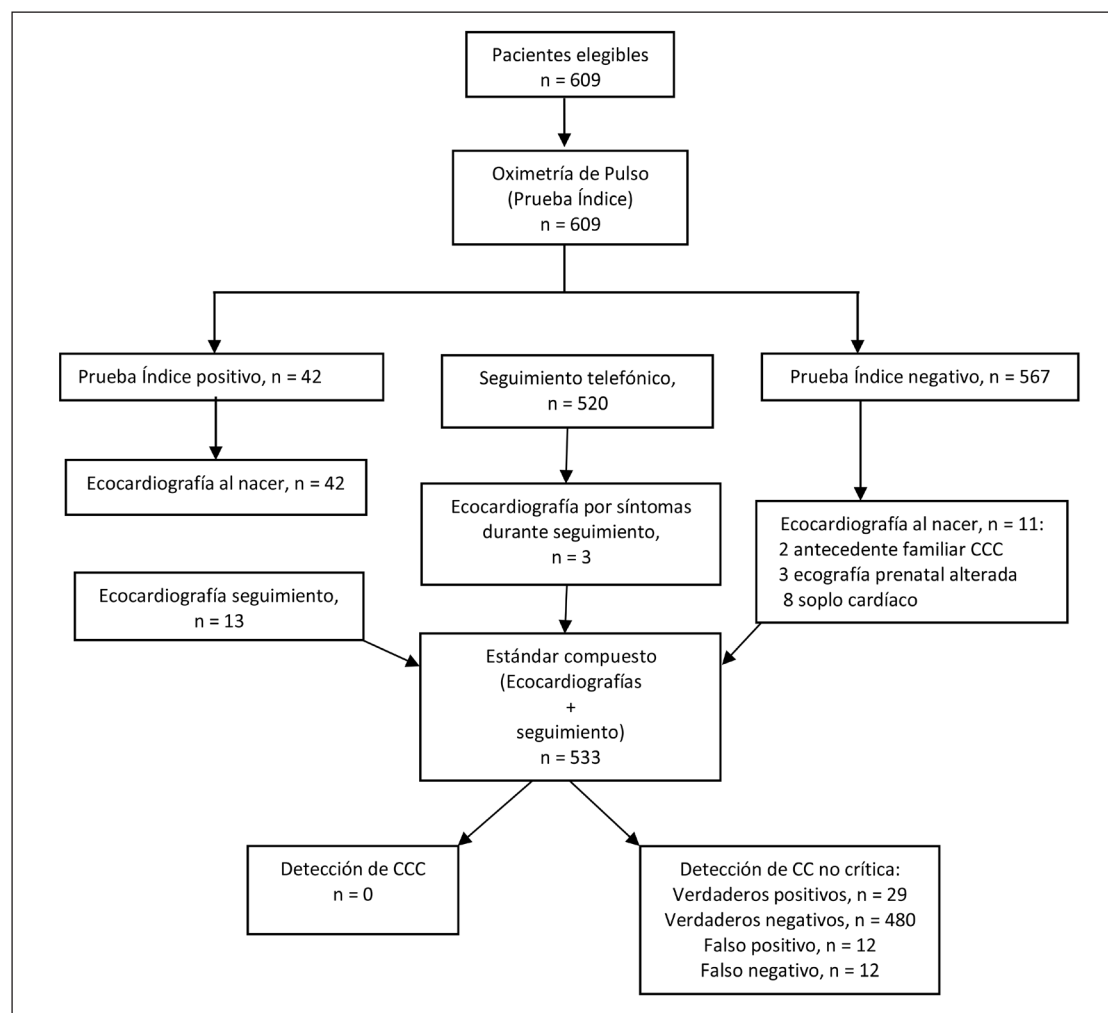 Pacientes elegibles
n = 609
Oximetría de Pulso
(Prueba Índice)
n = 609
Prueba Índice positivo, n = 42
Seguimiento telefónico,
n = 520
Prueba Índice negativo, n = 567
Ecocardiografía al nacer, n = 42
Ecocardiografía por síntomas
durante seguimiento,
n = 3
Ecocardiografía al nacer, n = 11:
2 antecedente familiar CCC
3 ecografía prenatal alterada
8 soplo cardíaco
Ecocardiografía seguimiento,
n = 13
Estándar compuesto
(Ecocardiografías
+
seguimiento)
n = 533
Detección de CCC
n = 0
Detección de CC no crítica:
Verdaderos positivos, n = 29
Verdaderos negativos, n = 480
Falso positivo, n = 12
Falso negativo, n = 12